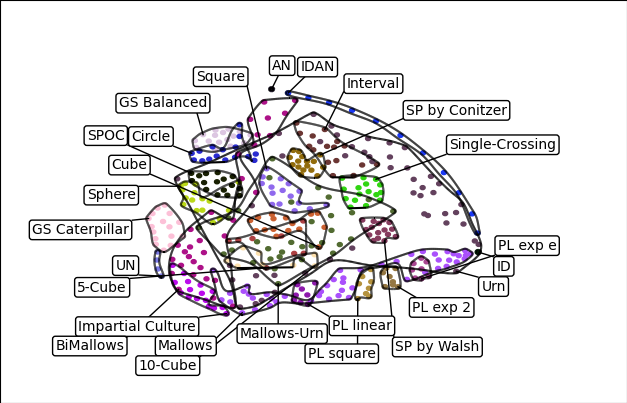 AN
IDAN
Square
Interval
GS Balanced
SP by Conitzer
SPOC
Circle
Single-Crossing
Cube
Sphere
GS Caterpillar
PL exp e
UN
ID
5-Cube
Urn
PL exp 2
Impartial Culture
Mallows-Urn
PL linear
BiMallows
Mallows
SP by Walsh
PL square
10-Cube